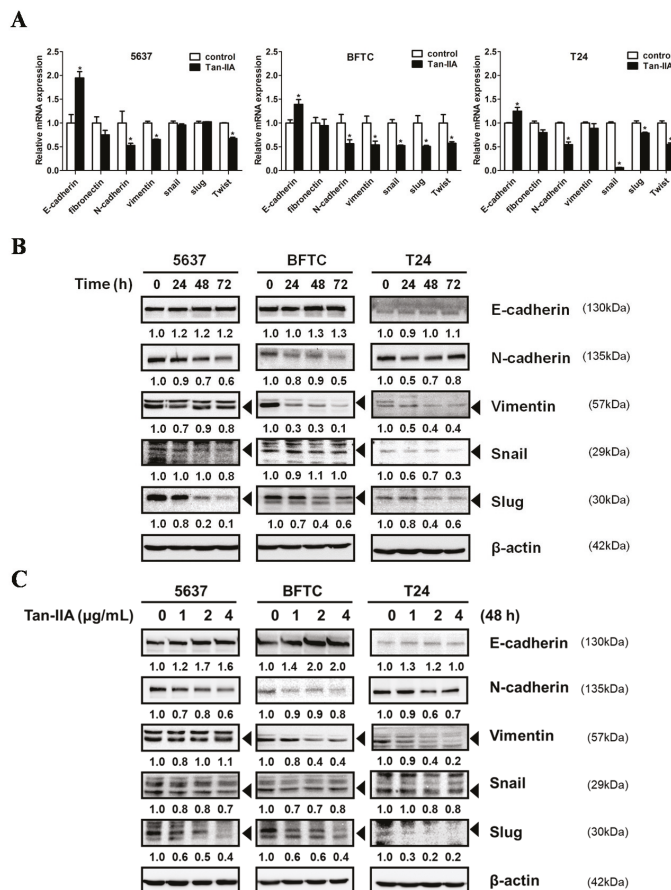 A
5637
BFTC
T24
control
Tan-IIA
control
Tan-IIA
control
Tan-IIA
Relative mRNA expression
2.5
2.0
1.5
1.0
0.5
0.0
E-cadherin
fibronectin
N-cadherin
vimentin
snail
slug
Twist
Relative mRNA expression
2.5
2.0
1.5
1.0
0.5
0.0
E-cadherin
fibronectin
N-cadherin
vimentin
snail
slug
Twist
Relative mRNA expression
2.5
2.0
1.5
1.0
0.5
0.0
E-cadherin
fibronectin
N-cadherin
vimentin
snail
slug
Twist
B
5637 BFTC T24
Time (h) 0 24 48 72 0 24 48 72 0 24 48 72
E-cadherin (130kDa)
1.0 1.2 1.2 1.2 1.0 1.0 1.3 1.3 1.0 0.9 1.0 1.1
N-cadherin (135kDa)
1.0 0.9 0.7 0.6 1.0 0.8 0.9 0.5 1.0 0.5 0.7 0.8
Vimentin (57kDa)
1.0 0.7 0.9 0.8 1.0 0.3 0.3 0.1 1.0 0.5 0.4 0.4
Snail (29kDa)
1.0 1.0 1.0 0.8 1.0 0.9 1.1 1.0 1.0 0.6 0.7 0.3
Slug (30kDa)
1.0 0.8 0.2 0.1 1.0 0.7 0.4 0.6 1.0 0.8 0.4 0.6
β-actin (42kDa)
C
5637 BFTC T24
Tan-IIA (μg/mL) 0 1 2 4 0 1 2 4 0 1 2 4 (48 h)
E-cadherin (130kDa)
1.0 1.2 1.7 1.6 1.0 1.4 2.0 2.0 1.0 1.3 1.2 1.0
N-cadherin (135kDa)
1.0 0.7 0.8 0.6 1.0 0.9 0.9 0.8 1.0 0.9 0.6 0.7
Vimentin (57kDa)
1.0 0.8 1.0 1.1 1.0 0.8 0.4 0.4 1.0 0.9 0.4 0.2
Snail (29kDa)
1.0 0.8 0.8 0.7 1.0 0.7 0.7 0.8 1.0 1.0 0.8 0.8
Slug (30kDa)
1.0 0.6 0.5 0.4 1.0 0.6 0.6 0.4 1.0 0.3 0.2 0.2
β-actin (42kDa)